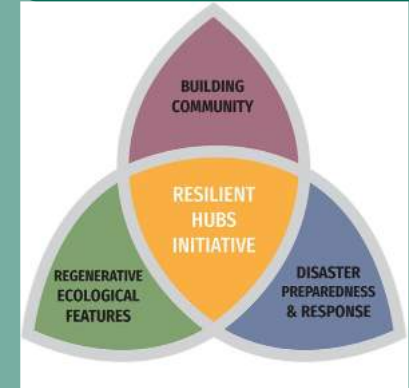 BUILDING
COMMUNITY
RESILIENT
HUBS
INITIATIVE
REGENERATIVE
ECOLOGICAL
FEATURES
DISASTER
PREPAREDNESS
& RESPONSE